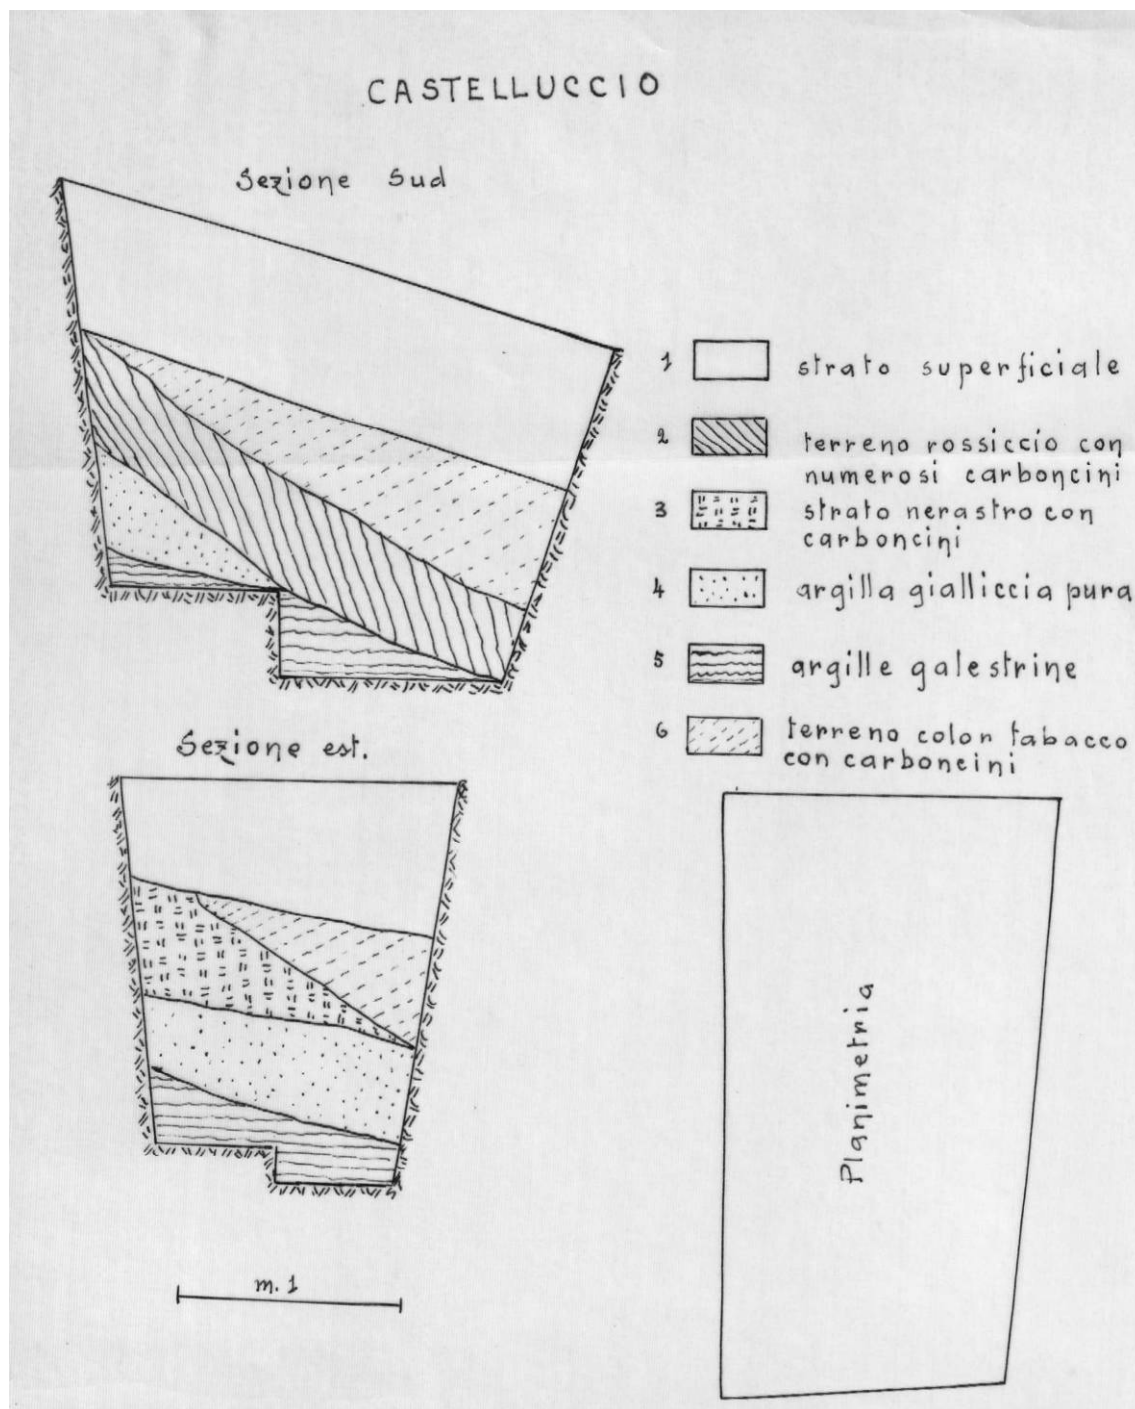 CASTELLUCCIO
Sezione Sud
1 strato superficiale
2 terreno rossiccio con
numerosi carboncini
3 strato nerastro con
carboncini
4 argilla gialliccia pura
5 argille galestrine
6 terreno color tabacco
con carboncini
Sezione est.
Planimetria
m. 1